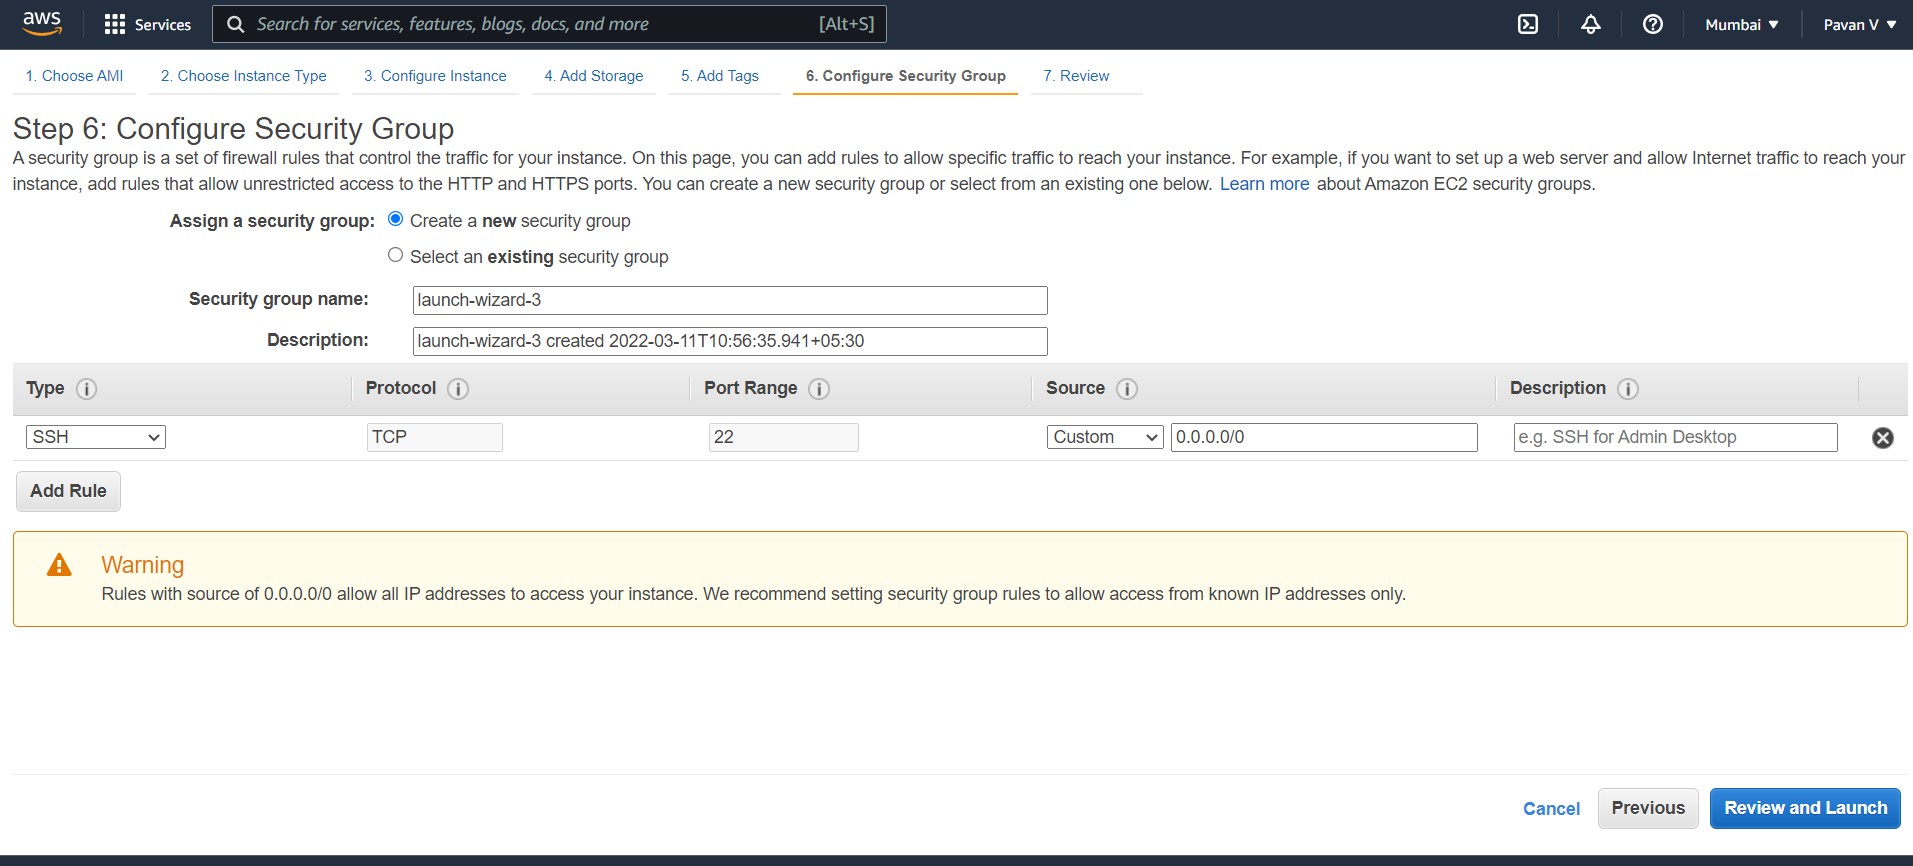 aws Services Search for services, features, blogs, docs, and more [Alt+S] Mumbai Pavan V
1. Choose AMI 2. Choose Instance Type 3. Configure Instance 4. Add Storage 5. Add Tags 6. Configure Security Group 7. Review
Step 6: Configure Security Group
A security group is a set of firewall rules that control the traffic for your instance. On this page, you can add rules to allow specific traffic to reach your instance. For example, if you want to set up a web server and allow Internet traffic to reach your
instance, add rules that allow unrestricted access to the HTTP and HTTPS ports. You can create a new security group or select from an existing one below. Learn more about Amazon EC2 security groups.
Assign a security group: Create a new security group
Select an existing security group
Security group name: launch-wizard-3
Description: launch-wizard-3 created 2022-03-11T10:56:35.941+05:30
Type i Protocol i Port Range i Source i Description i
SSH TCP 22 Custom 0.0.0.0/0 e.g. SSH for Admin Desktop
Add Rule
Warning
Rules with source of 0.0.0.0/0 allow all IP addresses to access your instance. We recommend setting security group rules to allow access from known IP addresses only.
Cancel Previous Review and Launch